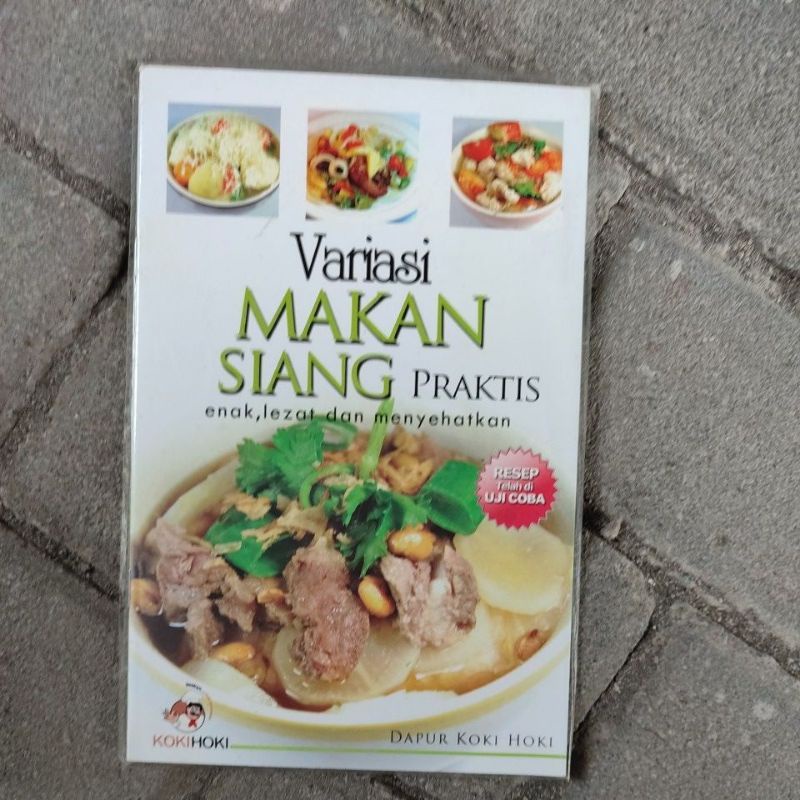 Variasi
MAKAN
SIANG PRAKTIS
enak,lezat dan menyehatkan
RESEP
Telah di
UJI COBA
KOKIHOKI
DAPUR KOKI HOKI